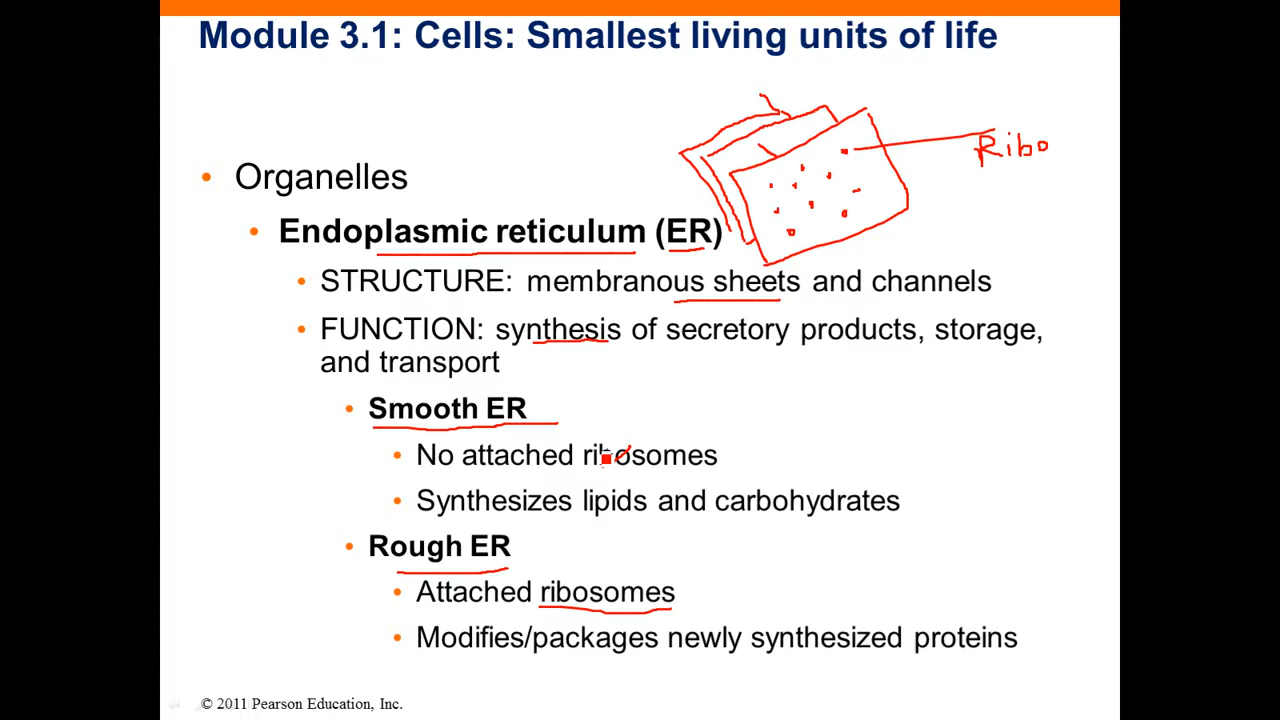 Module 3.1: Cells: Smallest living units of life
Ribo
• Organelles
• Endoplasmic reticulum (ER)
• STRUCTURE: membranous sheets and channels
• FUNCTION: synthesis of secretory products, storage,
and transport
• Smooth ER
• No attached ribosomes
• Synthesizes lipids and carbohydrates
• Rough ER
• Attached ribosomes
• Modifies/packages newly synthesized proteins
© 2011 Pearson Education, Inc.